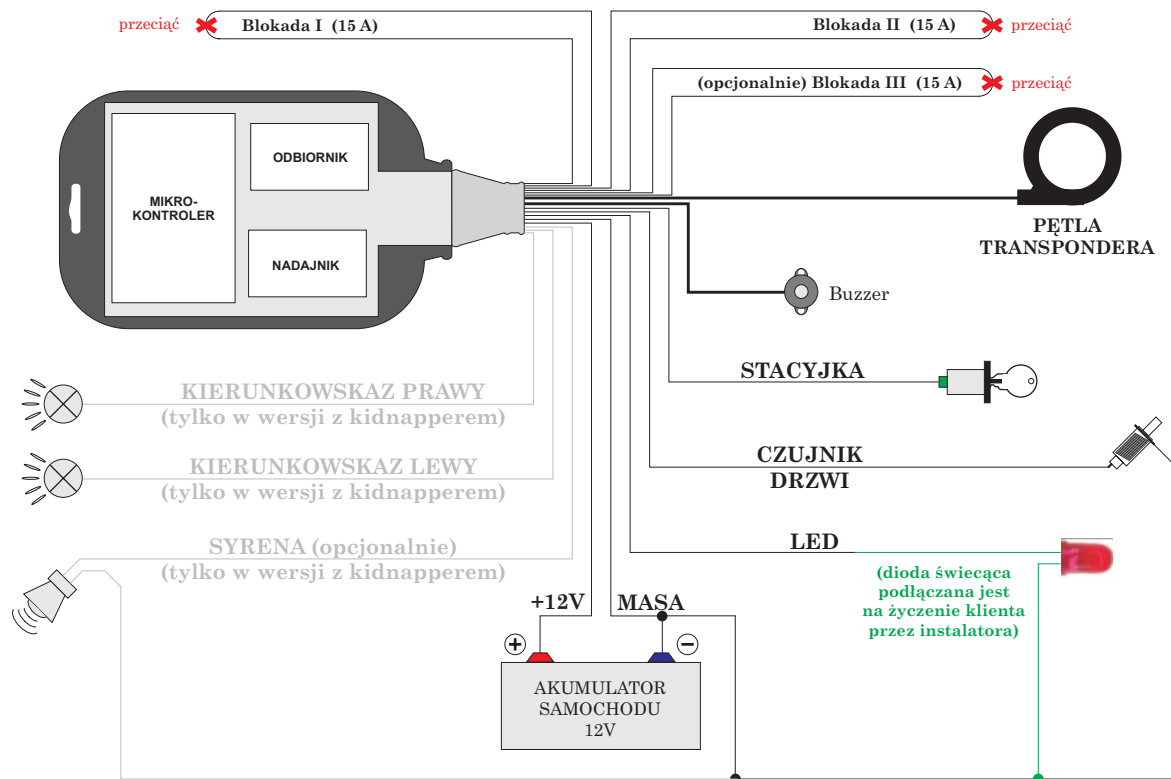 przeciąć
Blokada I (15 A)
Blokada II (15 A)
przeciąć
(opcjonalnie) Blokada III (15 A)
przeciąć
MIKRO-
KONTROLER
ODBIORNIK
NADAJNIK
PĘTLA
TRANSPONDERA
Buzzer
STACYJKA
KIERUNKOWSKAZ PRAWY
(tylko w wersji z kidnapperem)
CZUJNIK
DRZWI
KIERUNKOWSKAZ LEWY
(tylko w wersji z kidnapperem)
SYRENA (opcjonalnie)
(tylko w wersji z kidnapperem)
LED
(dioda świecąca
podłączana jest
na życzenie klienta
przez instalatora)
+12V
MASA
+
−
AKUMULATOR
SAMOCHODU
12V